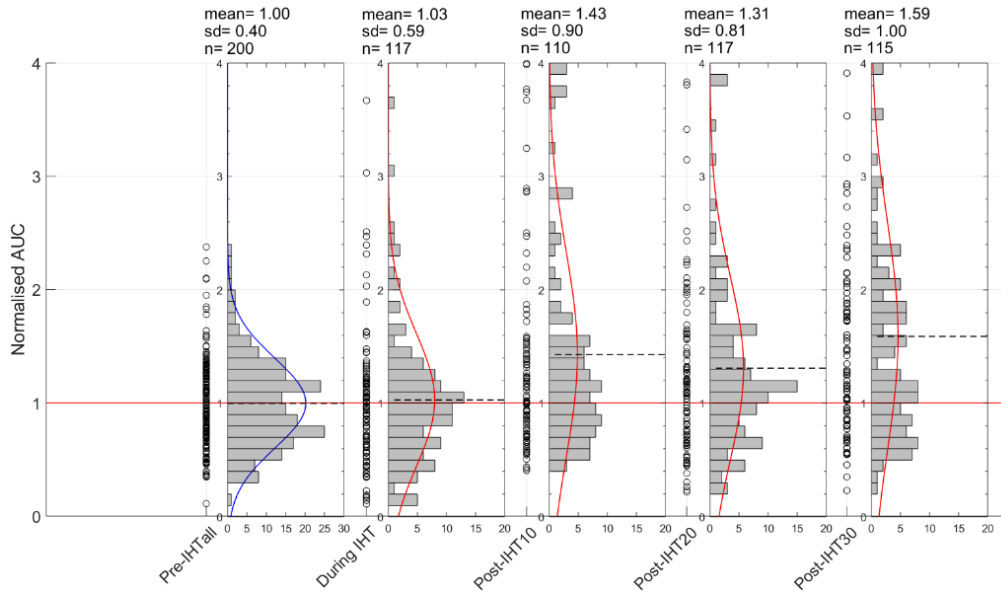 mean= 1.00 mean= 1.03 mean= 1.43 mean= 1.31 mean= 1.59
sd= 0.40 sd= 0.59 sd= 0.90 sd= 0.81 sd= 1.00
n= 200 n= 117 n= 110 n= 117 n= 115
4 4 4 4 4 4
3 3 3 3 3 3
2 2 2 2 2 2
1 1 1 1 1 1
0 0 0 0 0 0
Normalised AUC
0 5 10 15 20 25 30 0 5 10 15 20 0 5 10 15 20 0 5 10 15 20 0 5 10 15 20
Pre-IHTall During IHT Post-IHT10 Post-IHT20 Post-IHT30